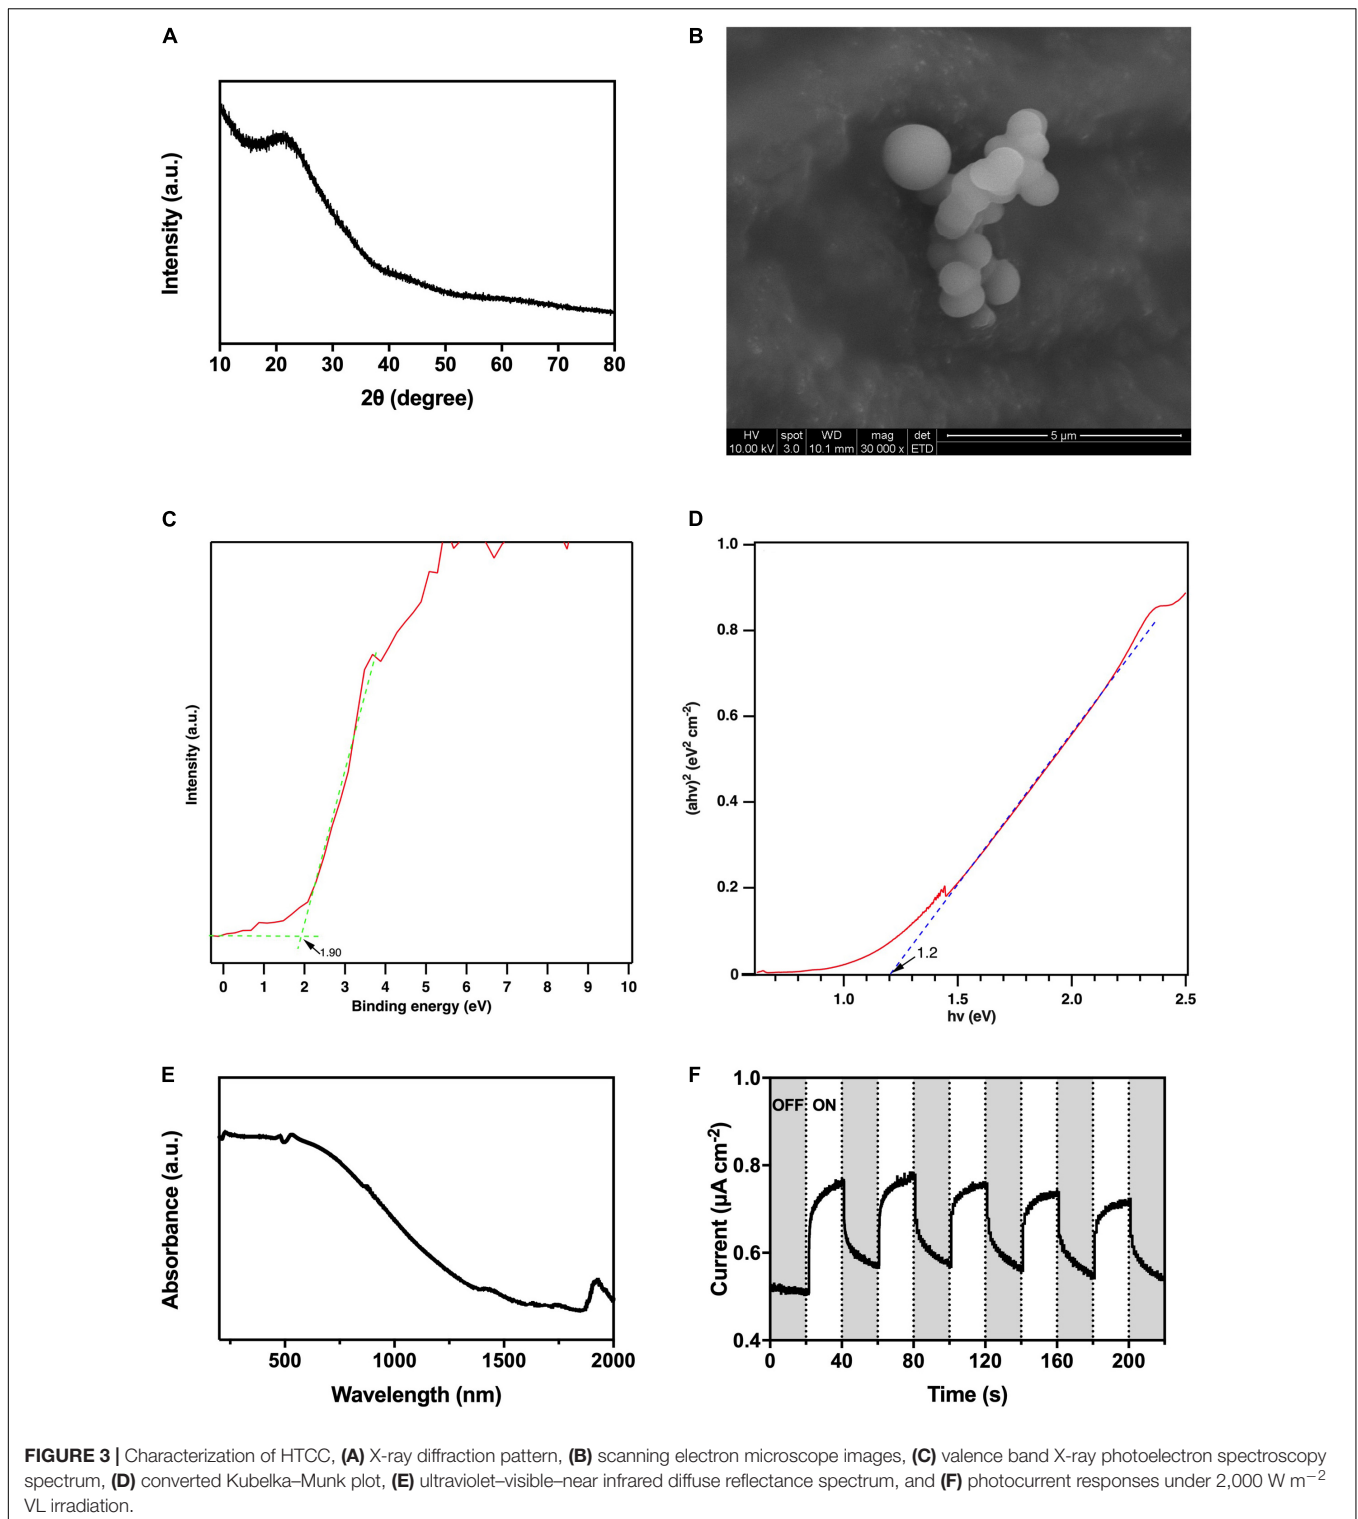 A
Intensity (a.u.)
10 20 30 40 50 60 70 80
2θ (degree)
B
HV spot WD mag det
10.00 kV 3.0 10.1 mm 30 000 x ETD
5 µm
C
Intensity (a.u.)
1.90
0 1 2 3 4 5 6 7 8 9 10
Binding energy (eV)
D
(ahv)² (eV² cm⁻²)
1.0
0.8
0.6
0.4
0.2
0
1.2
1.0 1.5 2.0 2.5
hv (eV)
E
Absorbance (a.u.)
500 1000 1500 2000
Wavelength (nm)
F
Current (µA cm⁻²)
1.0
0.8
0.6
0.4
OFF ON
0 40 80 120 160 200
Time (s)
FIGURE 3 | Characterization of HTCC, (A) X-ray diffraction pattern, (B) scanning electron microscope images, (C) valence band X-ray photoelectron spectroscopy
spectrum, (D) converted Kubelka–Munk plot, (E) ultraviolet–visible–near infrared diffuse reflectance spectrum, and (F) photocurrent responses under 2,000 W m⁻²
VL irradiation.